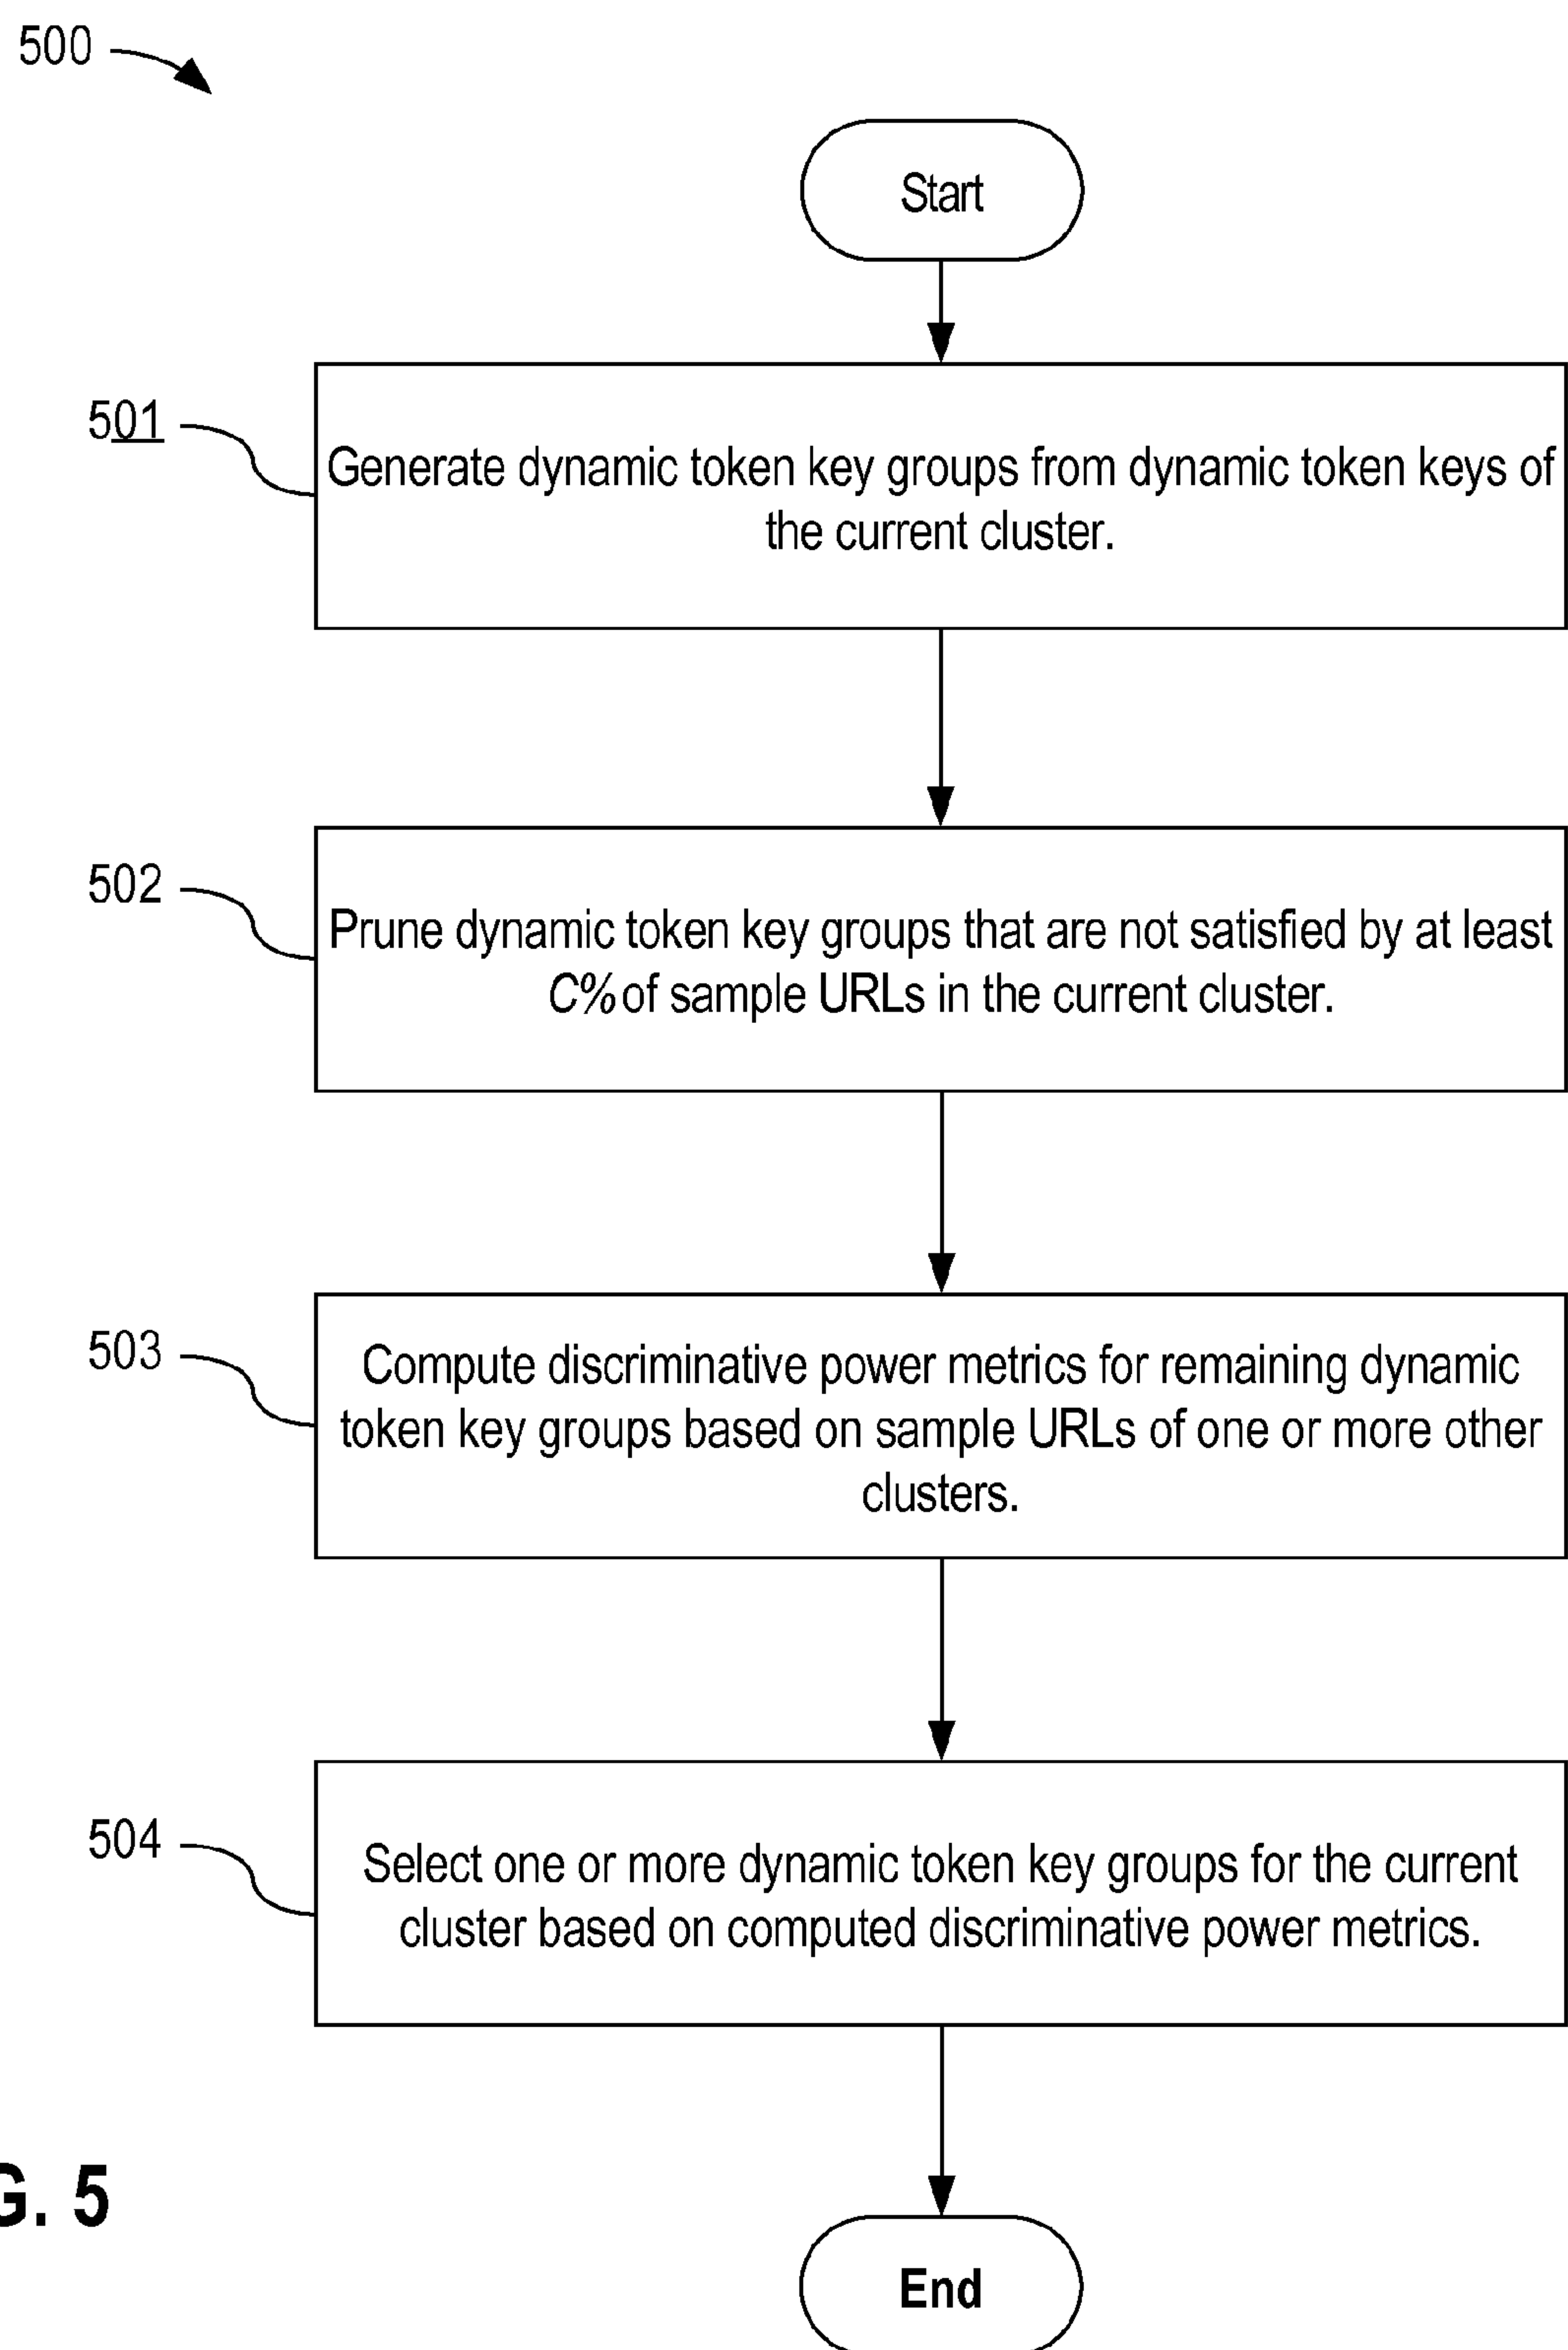 500
Start
501
Generate dynamic token key groups from dynamic token keys of
the current cluster.
502
Prune dynamic token key groups that are not satisfied by at least
C% of sample URLs in the current cluster.
503
Compute discriminative power metrics for remaining dynamic
token key groups based on sample URLs of one or more other
clusters.
504
Select one or more dynamic token key groups for the current
cluster based on computed discriminative power metrics.
G. 5
End